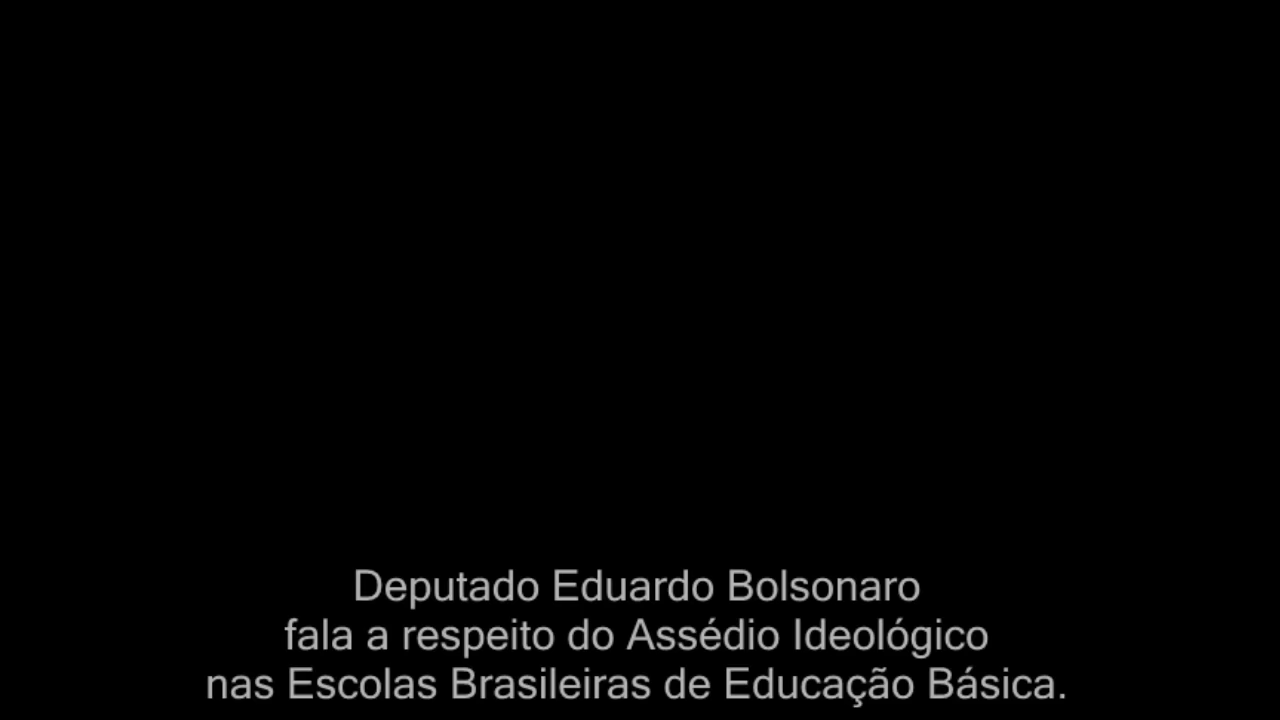 Deputado Eduardo Bolsonaro
fala a respeito do Assédio Ideológico
nas Escolas Brasileiras de Educação Básica.